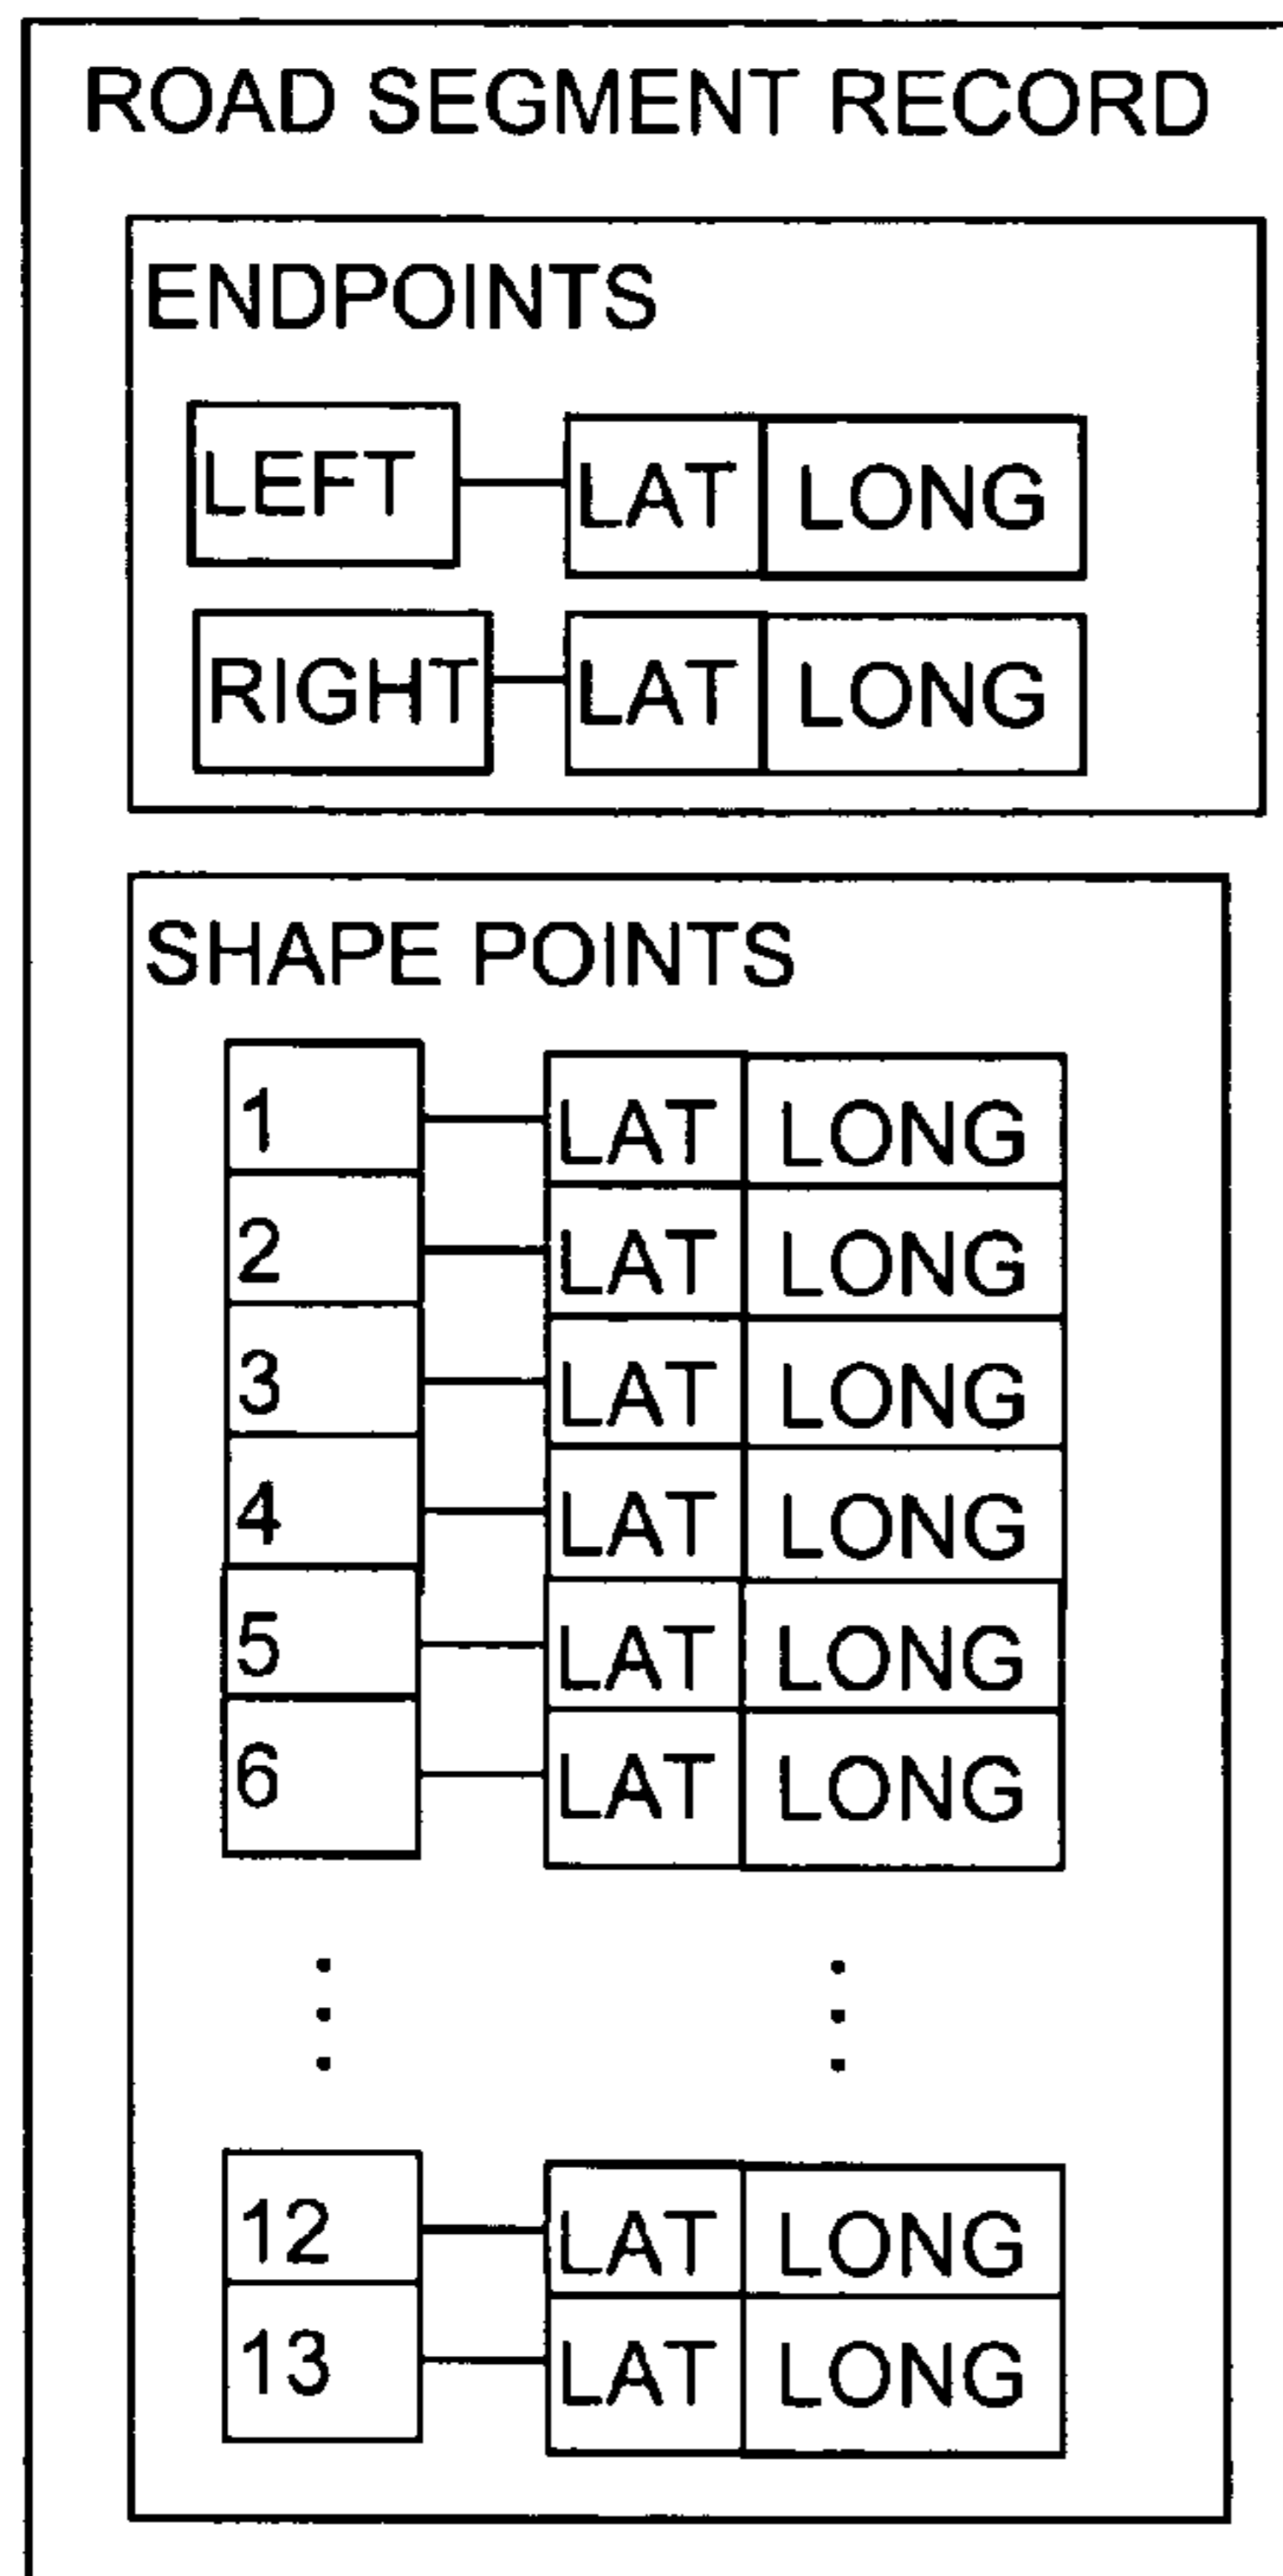 ROAD SEGMENT RECORD
ENDPOINTS
LEFT LAT LONG
RIGHT LAT LONG
SHAPE POINTS
1 LAT LONG
2 LAT LONG
3 LAT LONG
4 LAT LONG
5 LAT LONG
6 LAT LONG
12 LAT LONG
13 LAT LONG